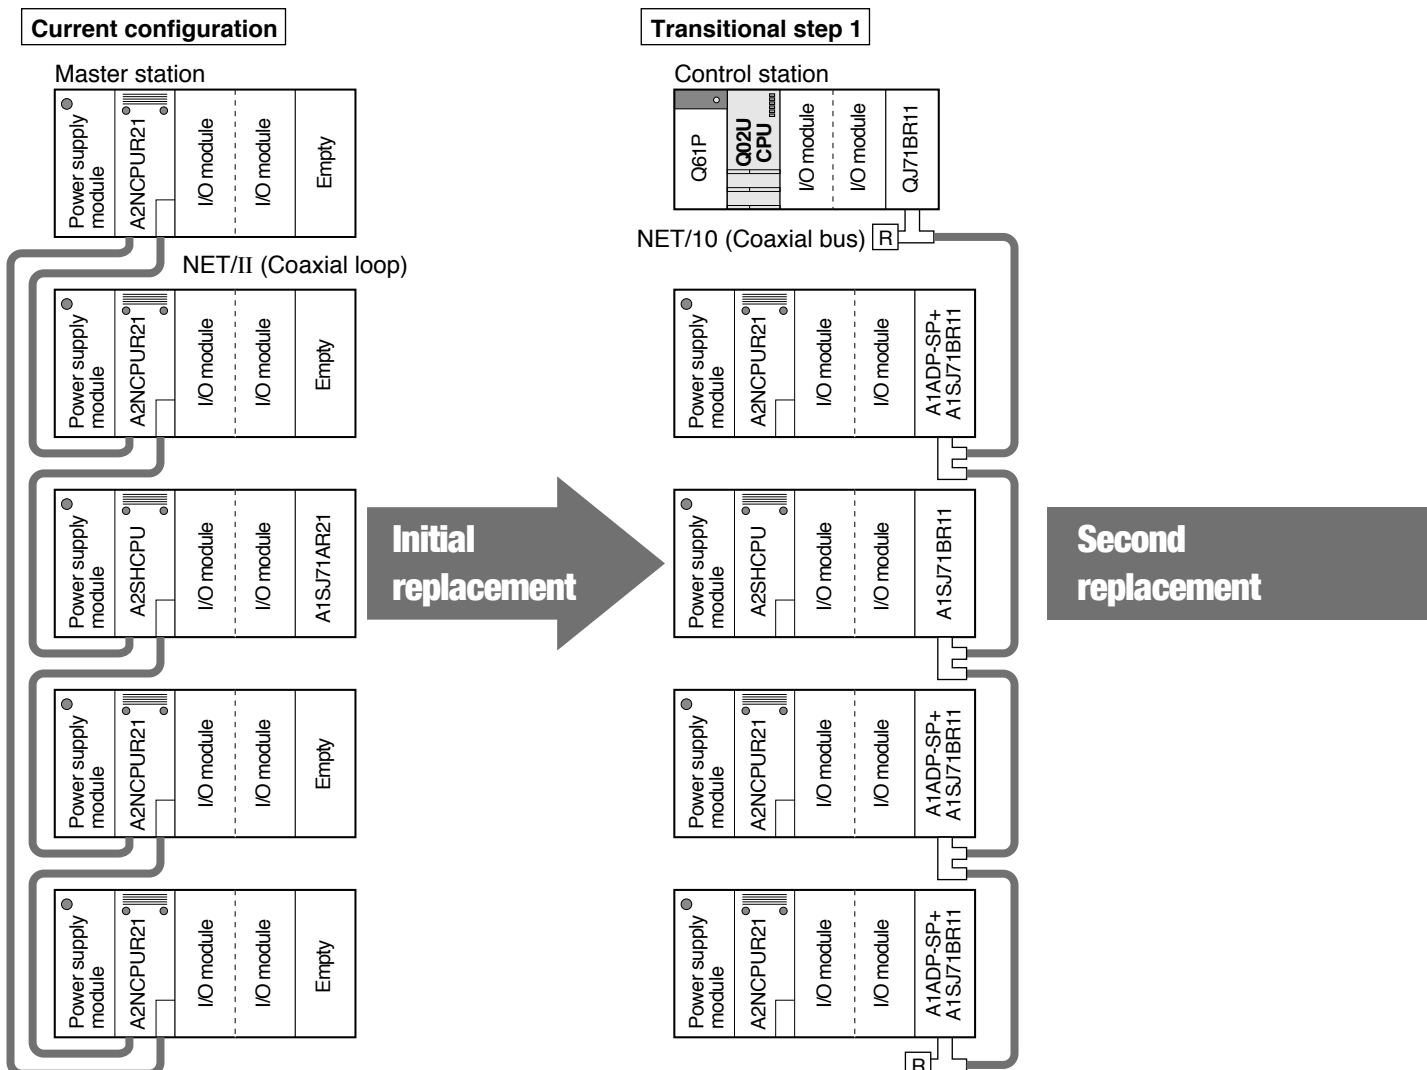 Current configuration
Master station
Power supply
module
A2NCPUR21
I/O module
I/O module
Empty
NET/II (Coaxial loop)
Power supply
module
A2NCPUR21
I/O module
I/O module
Empty
Power supply
module
A2SHCPU
I/O module
I/O module
A1SJ71AR21
Power supply
module
A2NCPUR21
I/O module
I/O module
Empty
Power supply
module
A2NCPUR21
I/O module
I/O module
Empty
Initial
replacement
Transitional step 1
Control station
Q61P
Q02U
CPU
I/O module
I/O module
QJ71BR11
NET/10 (Coaxial bus)
R
Power supply
module
A2NCPUR21
I/O module
I/O module
A1ADP-SP+
A1SJ71BR11
Power supply
module
A2SHCPU
I/O module
I/O module
A1SJ71BR11
Power supply
module
A2NCPUR21
I/O module
I/O module
A1ADP-SP+
A1SJ71BR11
Power supply
module
A2NCPUR21
I/O module
I/O module
A1ADP-SP+
A1SJ71BR11
R
Second
replacement